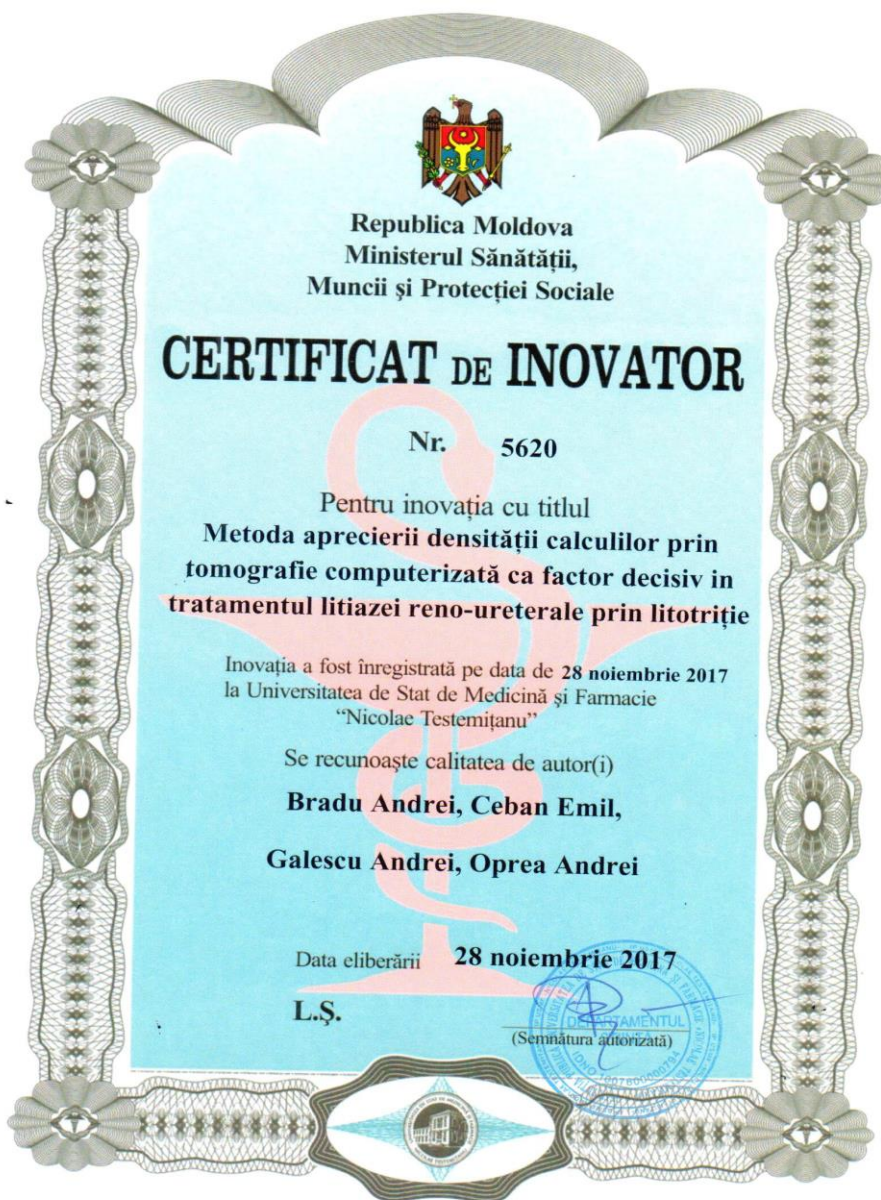 Republica Moldova
Ministerul Sănătății,
Muncii și Protecției Sociale
CERTIFICAT DE INOVATOR
Nr. 5620
Pentru inovația cu titlul
Metoda aprecierii densității calculilor prin
tomografie computerizată ca factor decisiv in
tratamentul litiazei reno-ureterale prin litotriție
Inovația a fost înregistrată pe data de 28 noiembrie 2017
la Universitatea de Stat de Medicină și Farmacie
“Nicolae Testemițanu”
Se recunoaște calitatea de autor(i)
Bradu Andrei, Ceban Emil,
Galescu Andrei, Oprea Andrei
Data eliberării 28 noiembrie 2017
L.Ș.
DEPARTAMENTUL
(Semnătura autorizată)